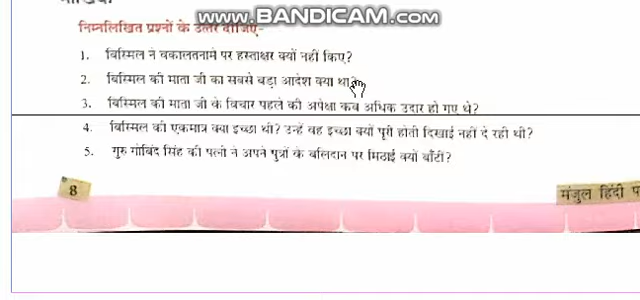 www.BANDICAM.com
निम्नलिखित प्रश्नों के उत्तर दीजिए-
1. बिस्मिल ने वकालतनामे पर हस्ताक्षर क्यों नहीं किए?
2. बिस्मिल की माता जी का सबसे बड़ा आदेश क्या था?
3. बिस्मिल की माता जी के विचार पहले की अपेक्षा कब अधिक उदार हो गए थे?
4. बिस्मिल की एकमात्र क्या इच्छा थी? उन्हें वह इच्छा क्यों पूरी होती दिखाई नहीं दे रही थी?
5. गुरु गोबिंद सिंह की पत्नी ने अपने पुत्रों के बलिदान पर मिठाई क्यों बाँटी?
8
मंजुल हिंदी